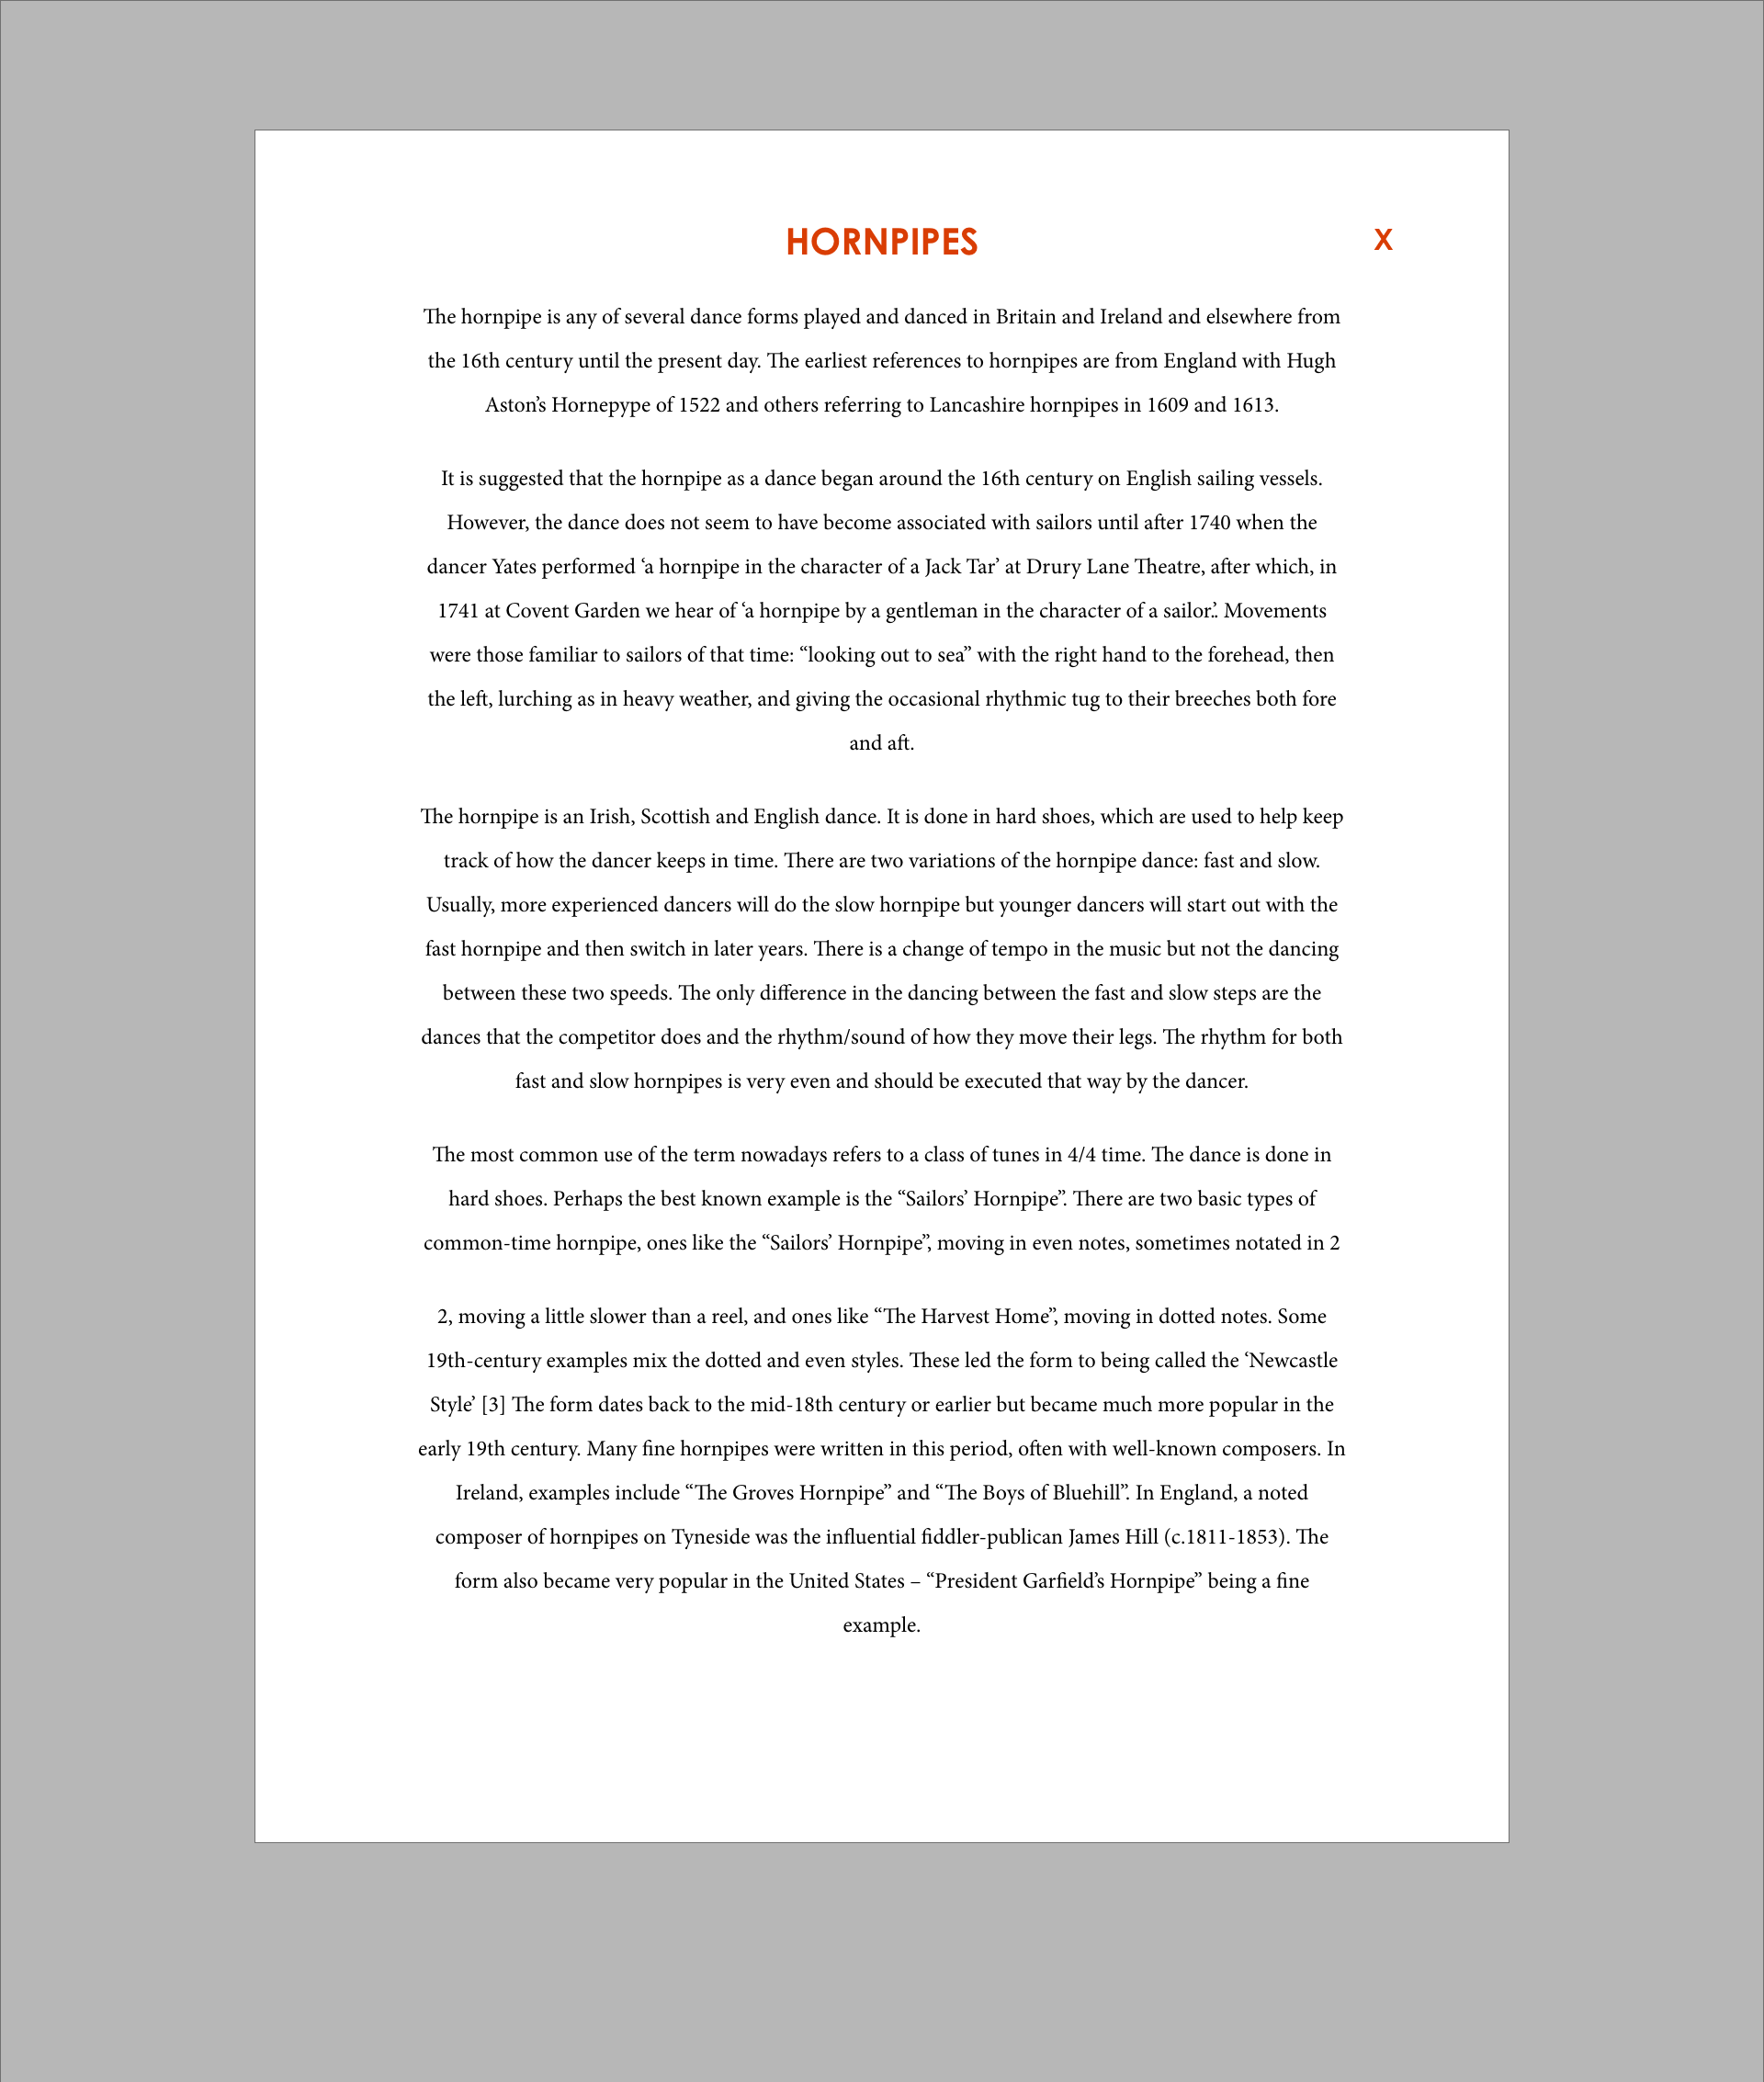 HORNPIPES
X
The hornpipe is any of several dance forms played and danced in Britain and Ireland and elsewhere from
the 16th century until the present day. The earliest references to hornpipes are from England with Hugh
Aston’s Hornepype of 1522 and others referring to Lancashire hornpipes in 1609 and 1613.
It is suggested that the hornpipe as a dance began around the 16th century on English sailing vessels.
However, the dance does not seem to have become associated with sailors until after 1740 when the
dancer Yates performed ‘a hornpipe in the character of a Jack Tar’ at Drury Lane Theatre, after which, in
1741 at Covent Garden we hear of ‘a hornpipe by a gentleman in the character of a sailor.’. Movements
were those familiar to sailors of that time: “looking out to sea” with the right hand to the forehead, then
the left, lurching as in heavy weather, and giving the occasional rhythmic tug to their breeches both fore
and aft.
The hornpipe is an Irish, Scottish and English dance. It is done in hard shoes, which are used to help keep
track of how the dancer keeps in time. There are two variations of the hornpipe dance: fast and slow.
Usually, more experienced dancers will do the slow hornpipe but younger dancers will start out with the
fast hornpipe and then switch in later years. There is a change of tempo in the music but not the dancing
between these two speeds. The only difference in the dancing between the fast and slow steps are the
dances that the competitor does and the rhythm/sound of how they move their legs. The rhythm for both
fast and slow hornpipes is very even and should be executed that way by the dancer.
The most common use of the term nowadays refers to a class of tunes in 4/4 time. The dance is done in
hard shoes. Perhaps the best known example is the “Sailors’ Hornpipe”. There are two basic types of
common-time hornpipe, ones like the “Sailors’ Hornpipe”, moving in even notes, sometimes notated in 2
2, moving a little slower than a reel, and ones like “The Harvest Home”, moving in dotted notes. Some
19th-century examples mix the dotted and even styles. These led the form to being called the ‘Newcastle
Style’ [3] The form dates back to the mid-18th century or earlier but became much more popular in the
early 19th century. Many fine hornpipes were written in this period, often with well-known composers. In
Ireland, examples include “The Groves Hornpipe” and “The Boys of Bluehill”. In England, a noted
composer of hornpipes on Tyneside was the influential fiddler-publican James Hill (c.1811-1853). The
form also became very popular in the United States – “President Garfield’s Hornpipe” being a fine
example.